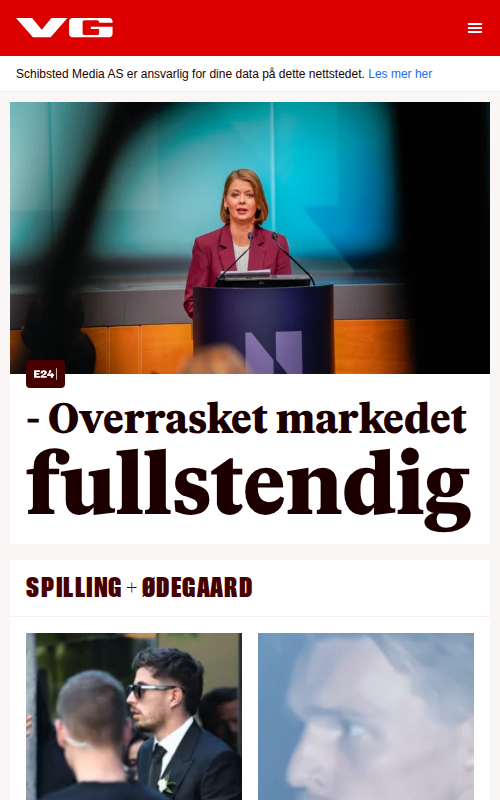 VG
Schibsted Media AS er ansvarlig for dine data på dette nettstedet. Les mer her
N
E24
- Overrasket markedet
fullstendig
SPILLING + ØDEGAARD